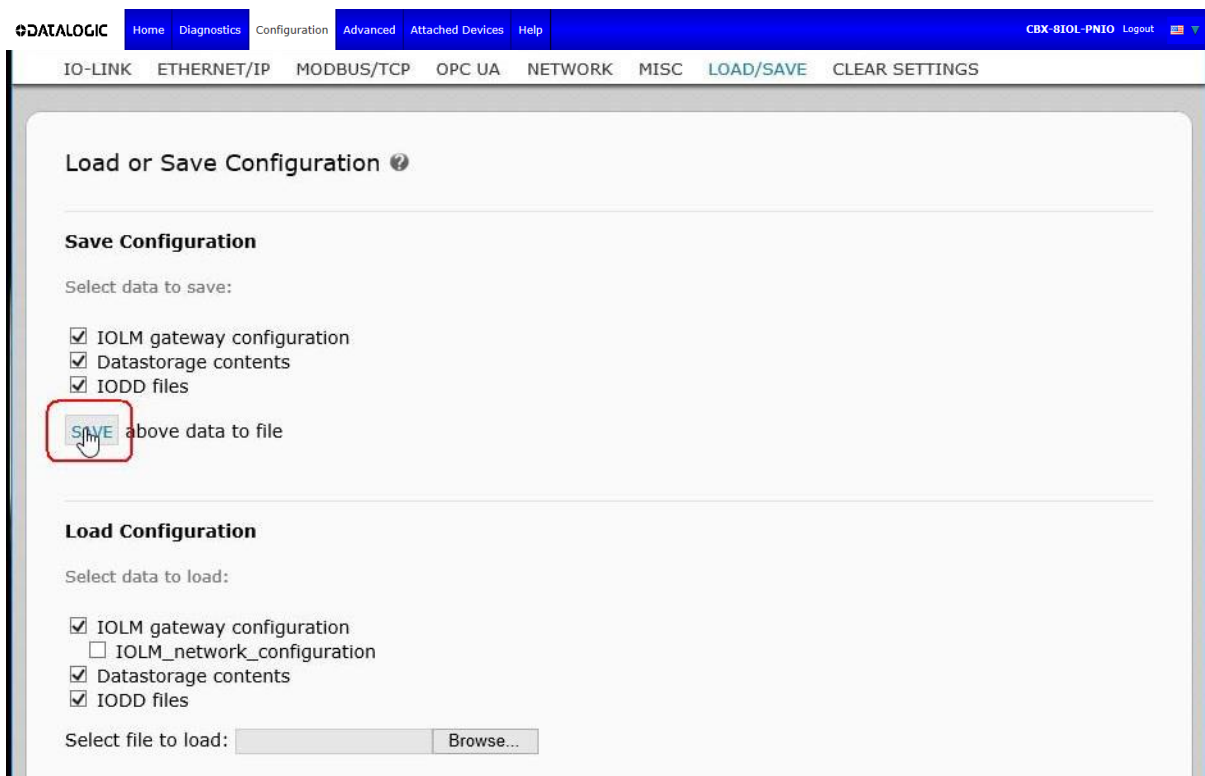 DATALOGIC Home Diagnostics Configuration Advanced Attached Devices Help CBX-8IOL-PNIO Logout
IO-LINK ETHERNET/IP MODBUS/TCP OPC UA NETWORK MISC LOAD/SAVE CLEAR SETTINGS
Load or Save Configuration ?
Save Configuration
Select data to save:
IOLM gateway configuration
Datastorage contents
IODD files
SAVE above data to file
Load Configuration
Select data to load:
IOLM gateway configuration
IOLM_network_configuration
Datastorage contents
IODD files
Select file to load: Browse...